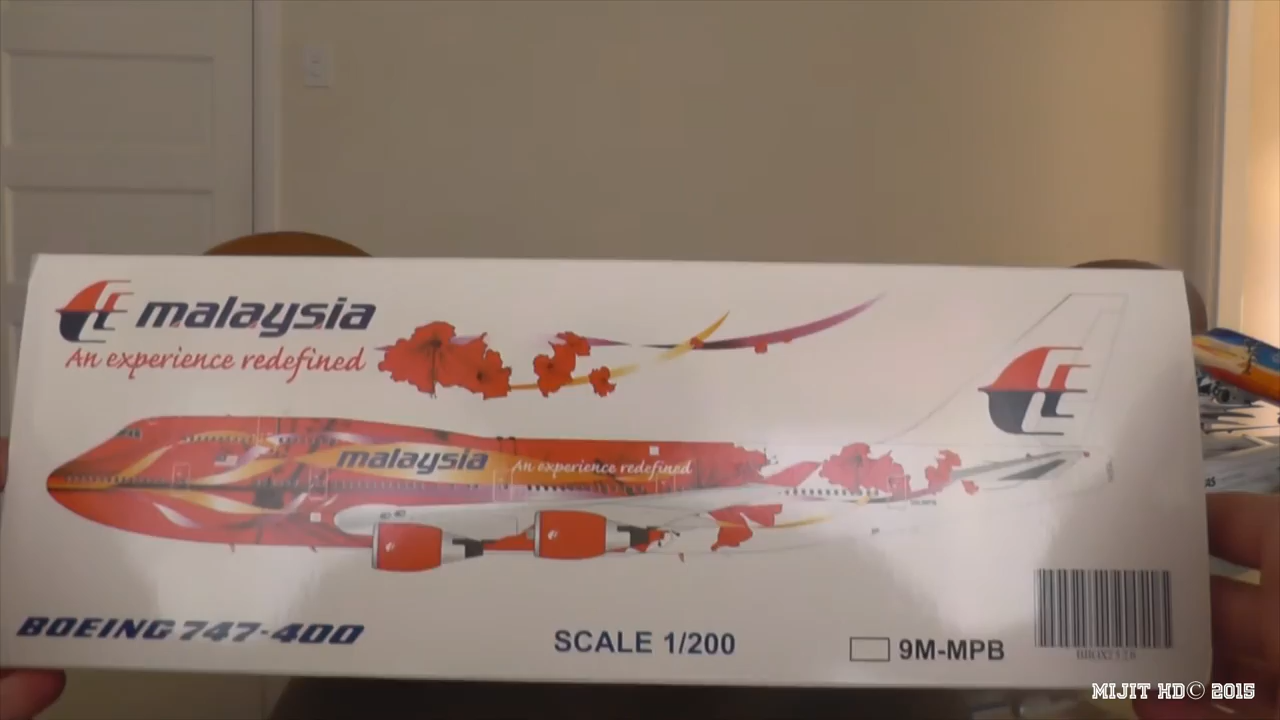 malaysia
An experience redefined
malaysia An experience redefined
BOEING 747-400
SCALE 1/200
9M-MPB
MIJIT HD© 2015